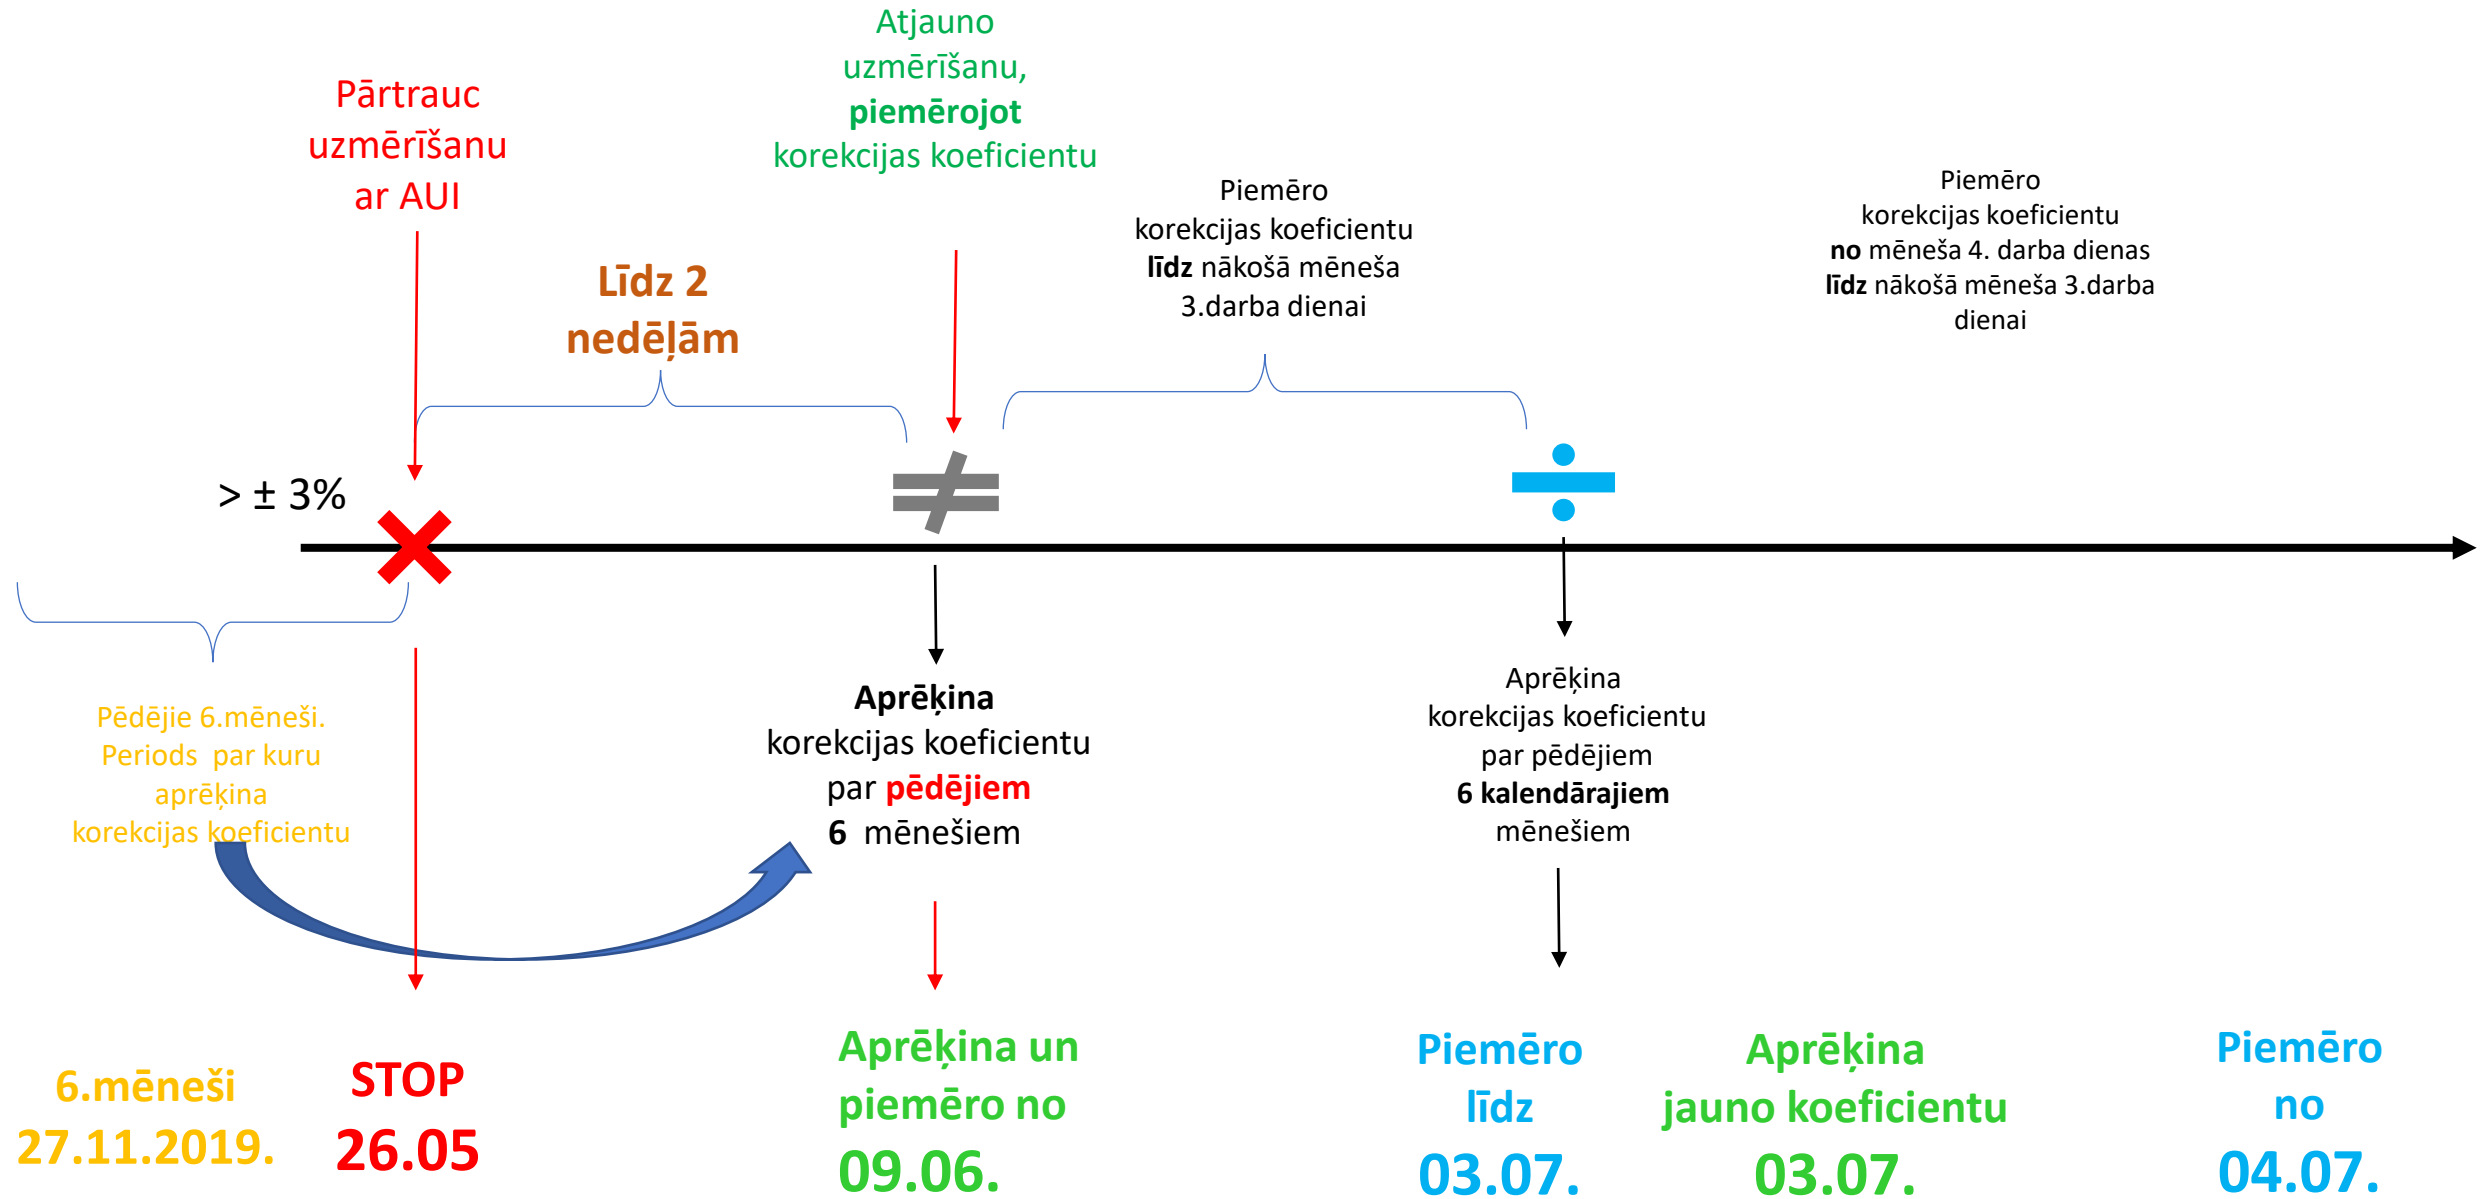 Pārtrauc
uzmērīšanu
ar AUI
Atjauno
uzmērīšanu,
piemērojot
korekcijas koeficientu
Līdz 2
nedēļām
Piemēro
korekcijas koeficientu
līdz nākošā mēneša
3.darba dienai
Piemēro
korekcijas koeficientu
no mēneša 4. darba dienas
līdz nākošā mēneša 3.darba
dienai
> ± 3%
Pēdējie 6.mēneši.
Periods par kuru
aprēķina
korekcijas koeficientu
Aprēķina
korekcijas koeficientu
par pēdējiem
6 mēnešiem
Aprēķina
korekcijas koeficientu
par pēdējiem
6 kalendārajiem
mēnešiem
6.mēneši
27.11.2019.
STOP
26.05
Aprēķina un
piemēro no
09.06.
Piemēro
līdz
03.07.
Aprēķina
jauno koeficientu
03.07.
Piemēro
no
04.07.